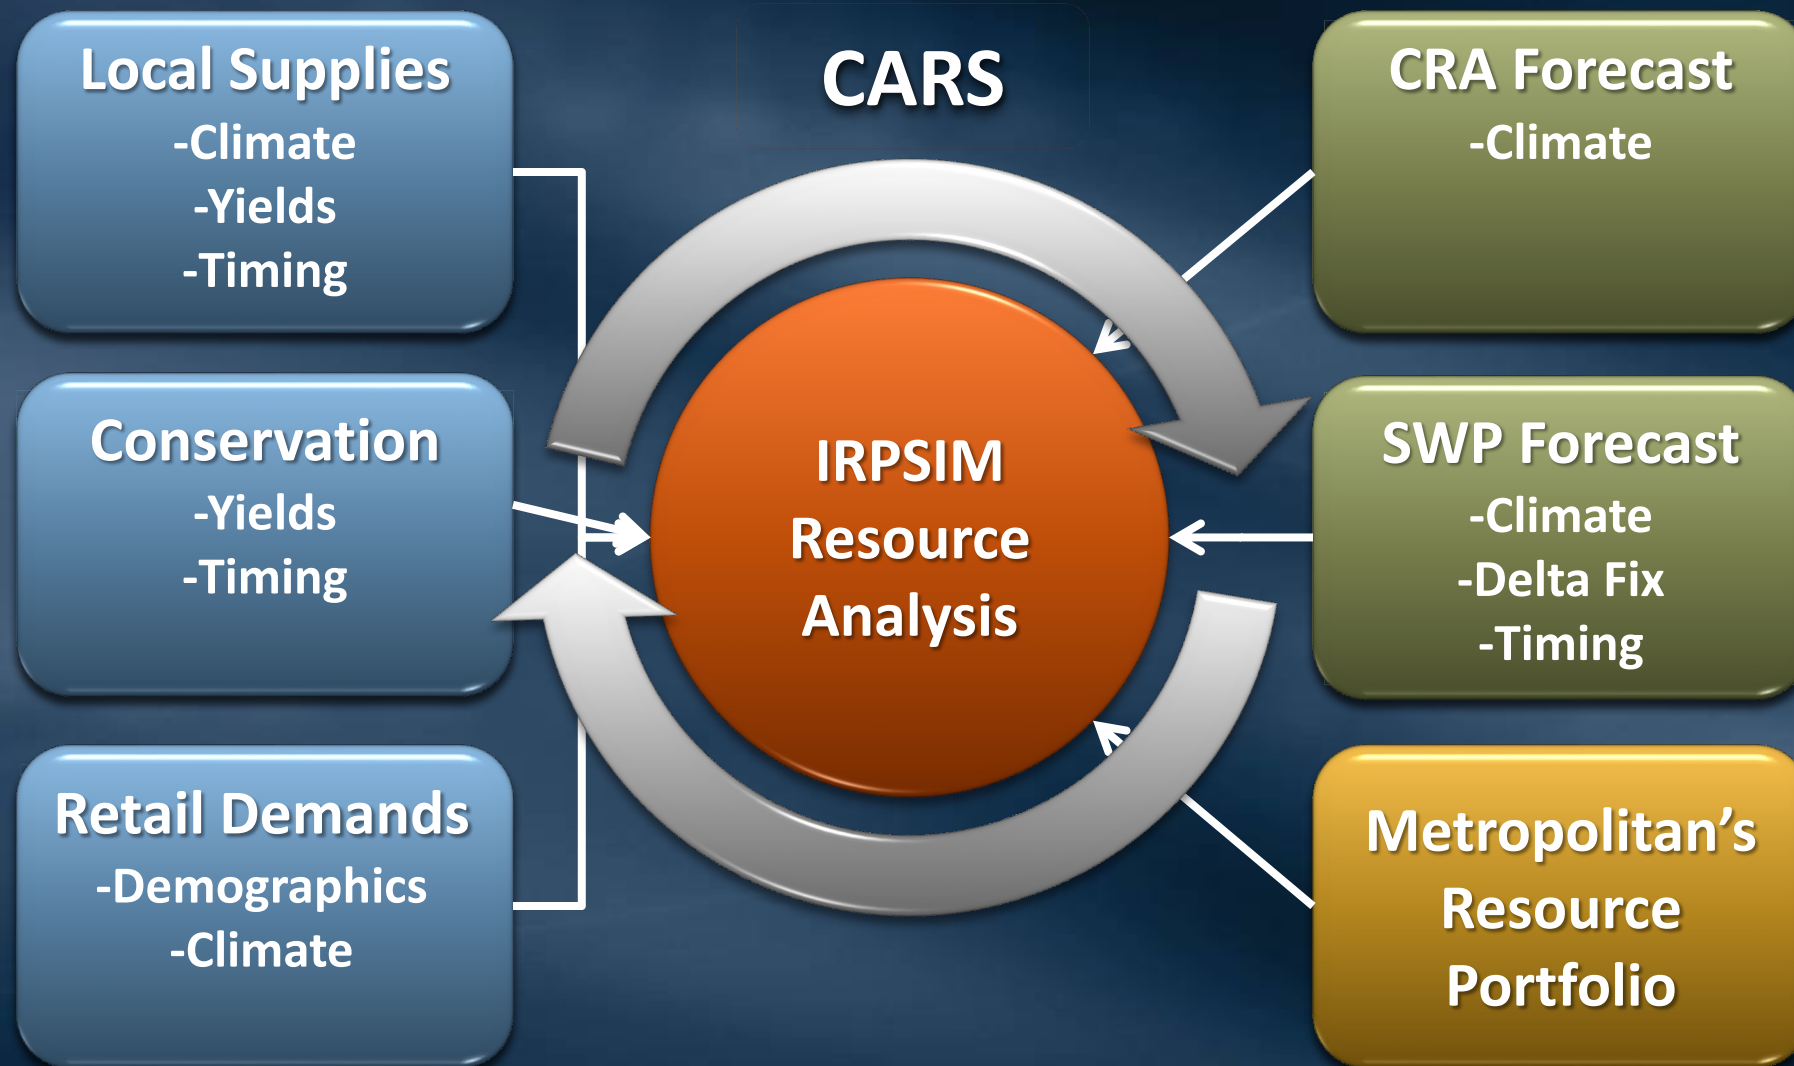 Local Supplies
-Climate
-Yields
-Timing
Conservation
-Yields
-Timing
Retail Demands
-Demographics
-Climate
CARS
IRPSIM
Resource
Analysis
CRA Forecast
-Climate
SWP Forecast
-Climate
-Delta Fix
-Timing
Metropolitan’s
Resource
Portfolio